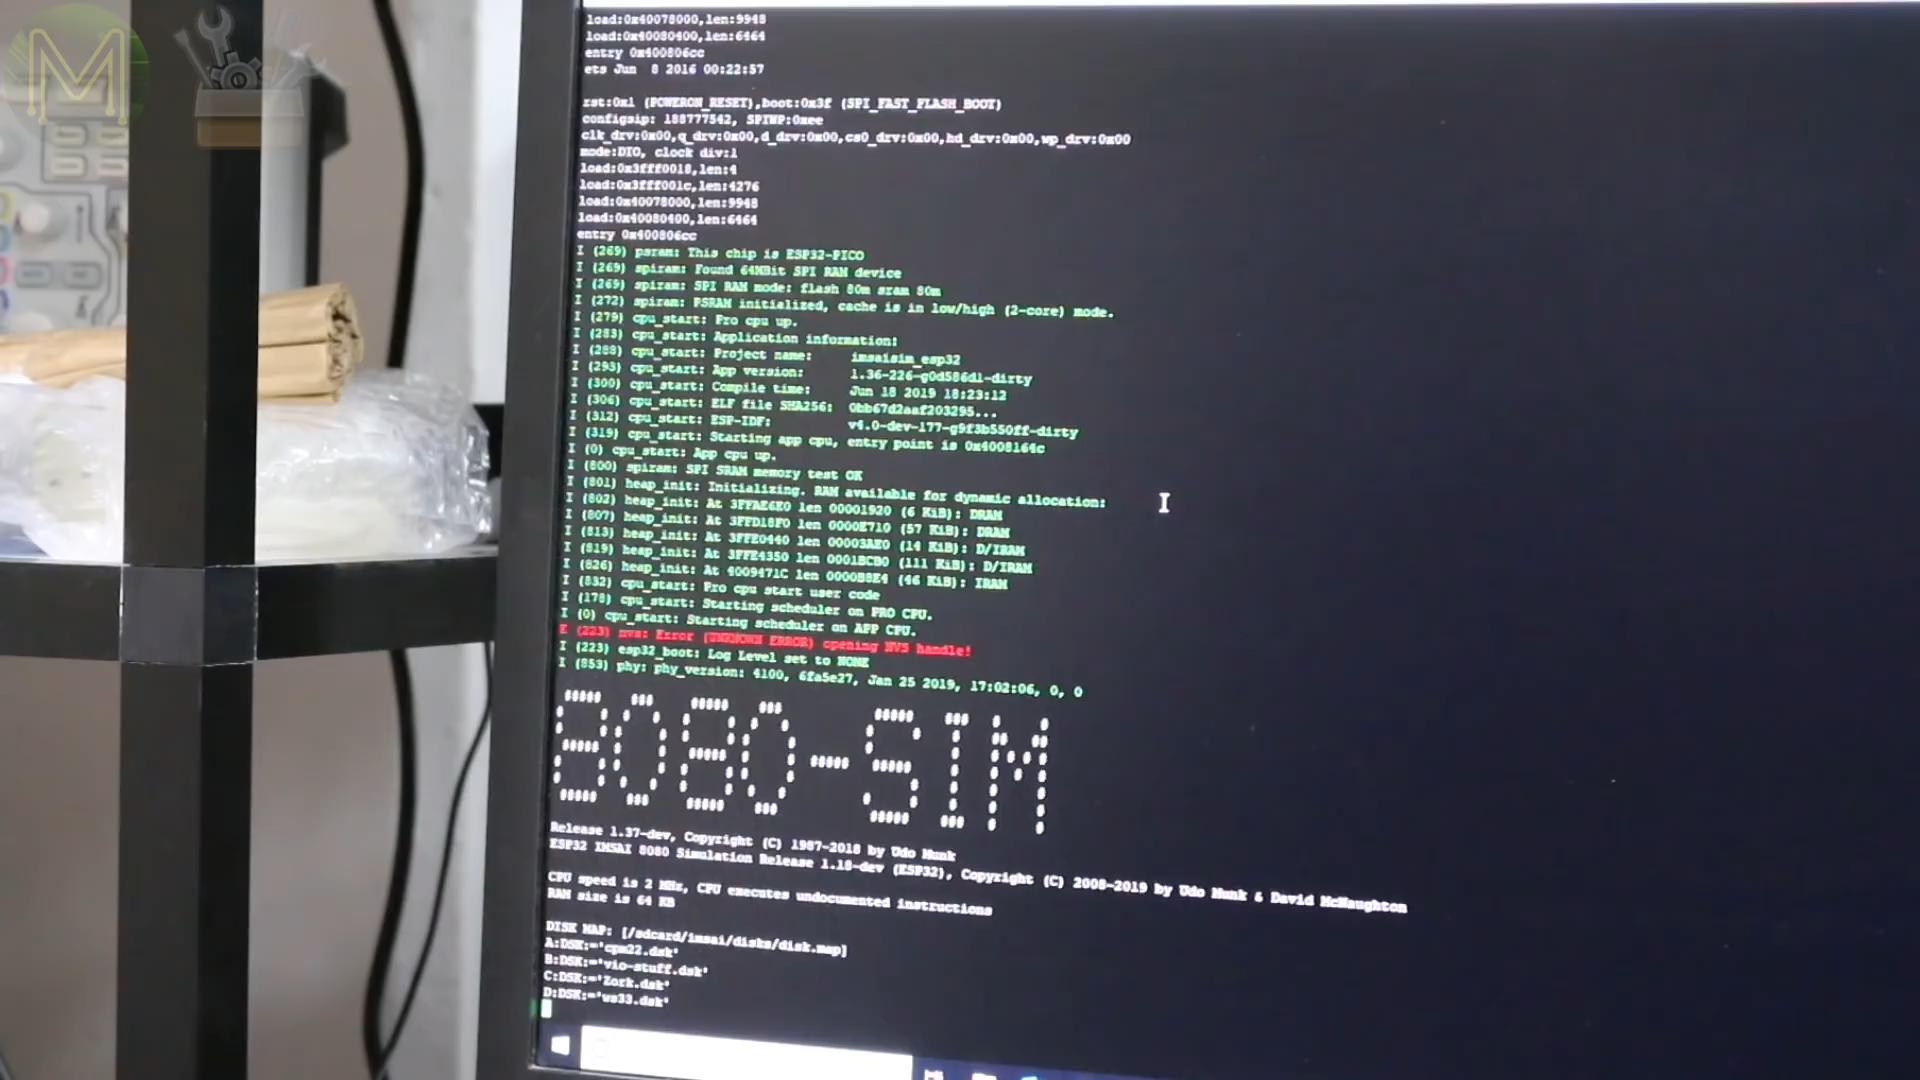 M
load:0x40078000,len:9948
load:0x40080400,len:6464
entry 0x400806cc
ets Jun  8 2016 00:22:57
rst:0x1 (POWERON_RESET),boot:0x3f (SPI_FAST_FLASH_BOOT)
configsip: 188777542, SPIWP:0xee
clk_drv:0x00,q_drv:0x00,d_drv:0x00,cs0_drv:0x00,hd_drv:0x00,wp_drv:0x00
mode:DIO, clock div:1
load:0x3fff0018,len:4
load:0x3fff001c,len:4276
load:0x40078000,len:9948
load:0x40080400,len:6464
entry 0x400806cc
I (269) psram: This chip is ESP32-PICO
I (269) spiram: Found 64MBit SPI RAM device
I (269) spiram: SPI RAM mode: flash 80m sram 80m
I (272) spiram: PSRAM initialized, cache is in low/high (2-core) mode.
I (279) cpu_start: Pro cpu up.
I (283) cpu_start: Application information:
I (288) cpu_start: Project name:     imsaisim_esp32
I (293) cpu_start: App version:      1.36-226-g0d586d1-dirty
I (300) cpu_start: Compile time:     Jun 18 2019 18:23:12
I (306) cpu_start: ELF file SHA256:  0bb67d2aaf203295...
I (312) cpu_start: ESP-IDF:          v4.0-dev-177-g9f3b550ff-dirty
I (319) cpu_start: Starting app cpu, entry point is 0x4008164c
I (0) cpu_start: App cpu up.
I (800) spiram: SPI SRAM memory test OK
I (801) heap_init: Initializing. RAM available for dynamic allocation:
I (802) heap_init: At 3FFAE6E0 len 00001920 (6 KiB): DRAM
I (807) heap_init: At 3FFD18F0 len 0000E710 (57 KiB): DRAM
I (813) heap_init: At 3FFE0440 len 00003AE0 (14 KiB): D/IRAM
I (819) heap_init: At 3FFE4350 len 0001BCB0 (111 KiB): D/IRAM
I (826) heap_init: At 4009471C len 0000B8E4 (46 KiB): IRAM
I (832) cpu_start: Pro cpu start user code
I (178) cpu_start: Starting scheduler on PRO CPU.
I (0) cpu_start: Starting scheduler on APP CPU.
E (223) nvs: Error (UNKNOWN ERROR) opening NVS handle!
I (223) esp32_boot: Log Level set to NONE
I (853) phy: phy_version: 4100, 6fa5e27, Jan 25 2019, 17:02:06, 0, 0
8080-SIM
Release 1.37-dev, Copyright (C) 1987-2018 by Udo Munk
ESP32 IMSAI 8080 Simulation Release 1.18-dev (ESP32), Copyright (C) 2008-2019 by Udo Munk & David McNaughton
CPU speed is 2 MHz, CPU executes undocumented instructions
RAM size is 64 KB
DISK MAP: [/sdcard/imsai/disks/disk.map]
A:DSK:='cpm22.dsk'
B:DSK:='vio-stuff.dsk'
C:DSK:='Zork.dsk'
D:DSK:='ws33.dsk'